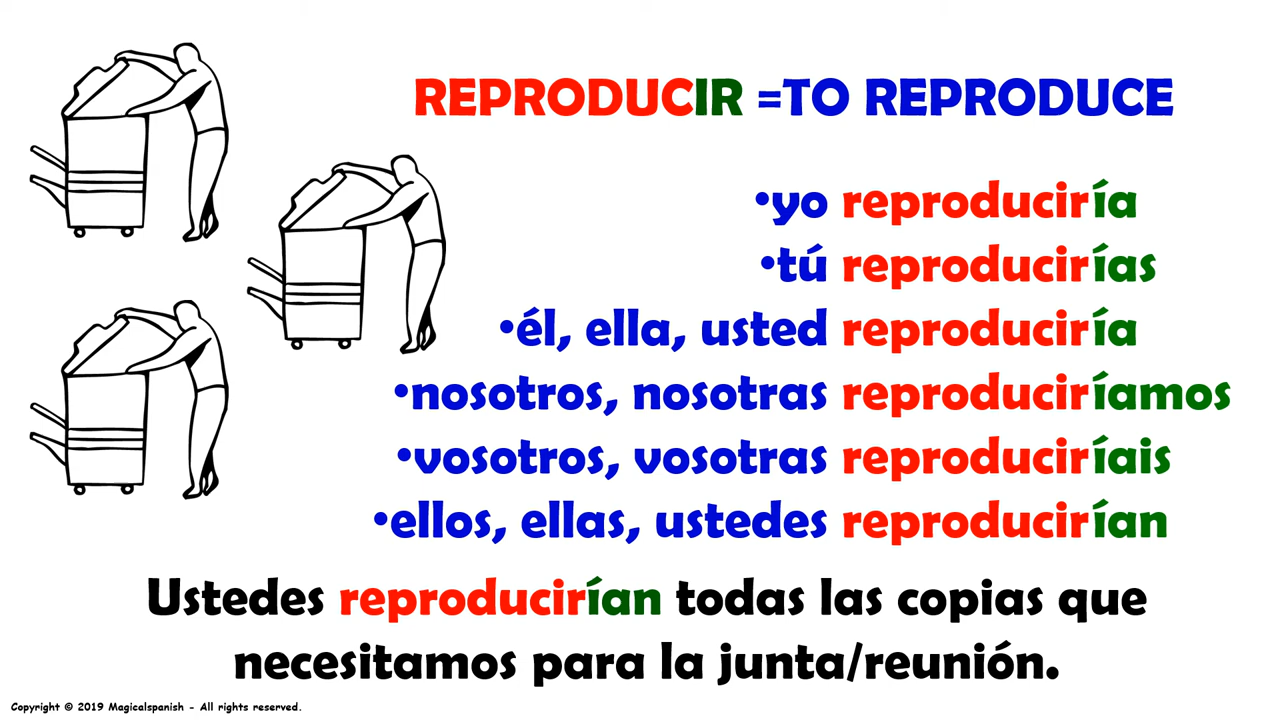 REPRODUCIR =TO REPRODUCE
•yo reproduciría
•tú reproducirías
•él, ella, usted reproduciría
•nosotros, nosotras reproduciríamos
•vosotros, vosotras reproduciríais
•ellos, ellas, ustedes reproducirían
Ustedes reproducirían todas las copias que
necesitamos para la junta/reunión.
Copyright © 2019 Magicalspanish - All rights reserved.